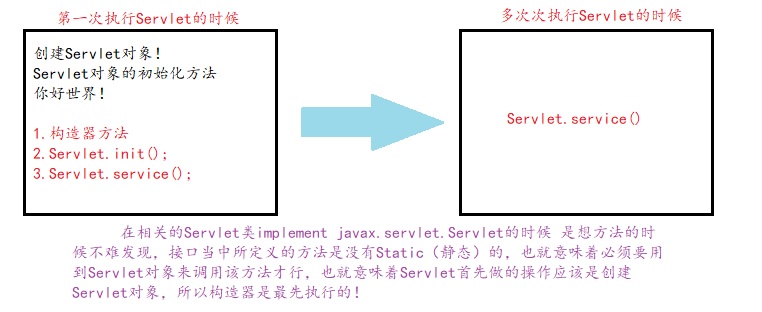 第一次执行Servlet的时候
创建Servlet对象！
Servlet对象的初始化方法
你好世界！
1.构造器方法
2.Servlet.init();
3.Servlet.service();
多次次执行Servlet的时候
Servlet.service()
在相关的Servlet类implement javax.servlet.Servlet的时候 是想方法的时
候不难发现，接口当中所定义的方法是没有Static（静态）的，也就意味着必须要用
到Servlet对象来调用该方法才行，也就意味着Servlet首先做的操作应该是创建
Servlet对象，所以构造器是最先执行的！